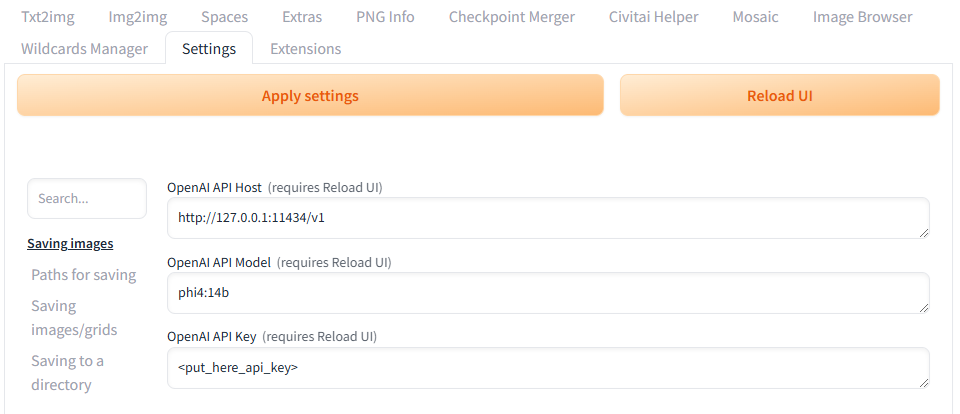 Txt2img Img2img Spaces Extras PNG Info Checkpoint Merger Civitai Helper Mosaic Image Browser
Wildcards Manager Settings Extensions
Apply settings Reload UI
Search...
Saving images
Paths for saving
Saving
images/grids
Saving to a
directory
OpenAI API Host (requires Reload UI)
http://127.0.0.1:11434/v1
OpenAI API Model (requires Reload UI)
phi4:14b
OpenAI API Key (requires Reload UI)
<put_here_api_key>